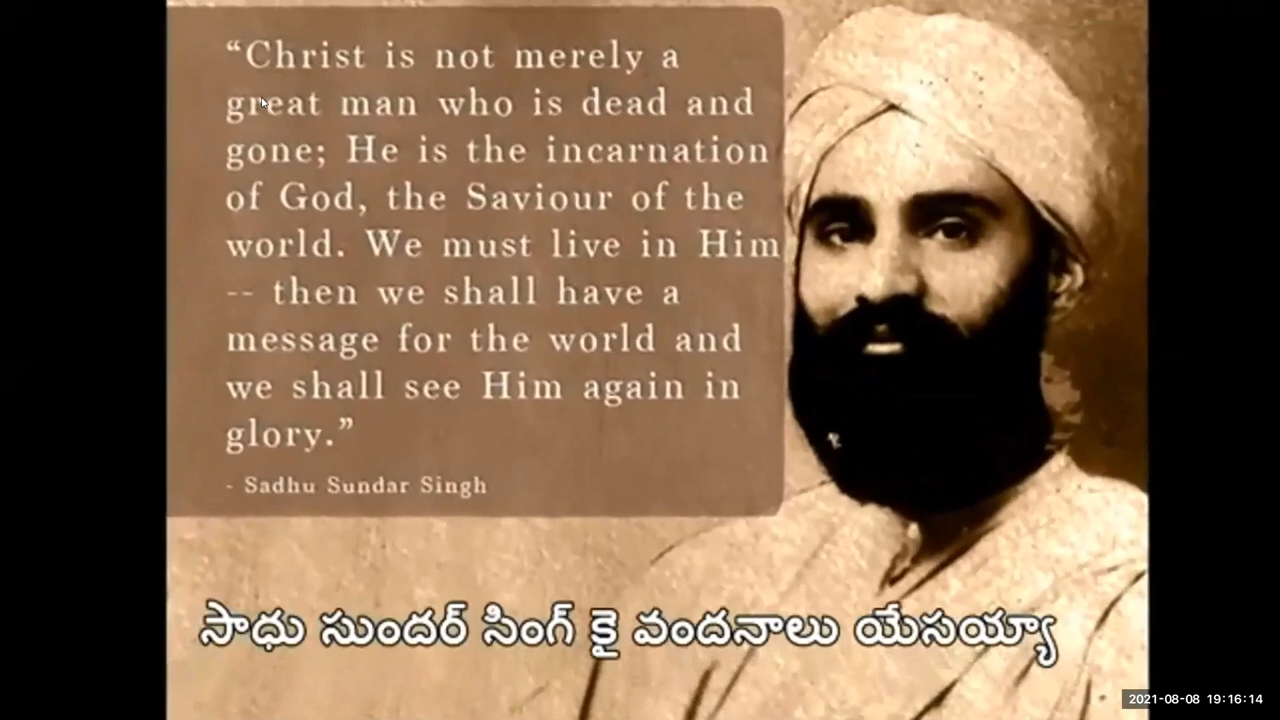 “Christ is not merely a
great man who is dead and
gone; He is the incarnation
of God, the Saviour of the
world. We must live in Him
-- then we shall have a
message for the world and
we shall see Him again in
glory.”
- Sadhu Sundar Singh
సాధు సుందర్ సింగ్ కై వందనాలు యేసయ్యా
2021-08-08 19:16:14